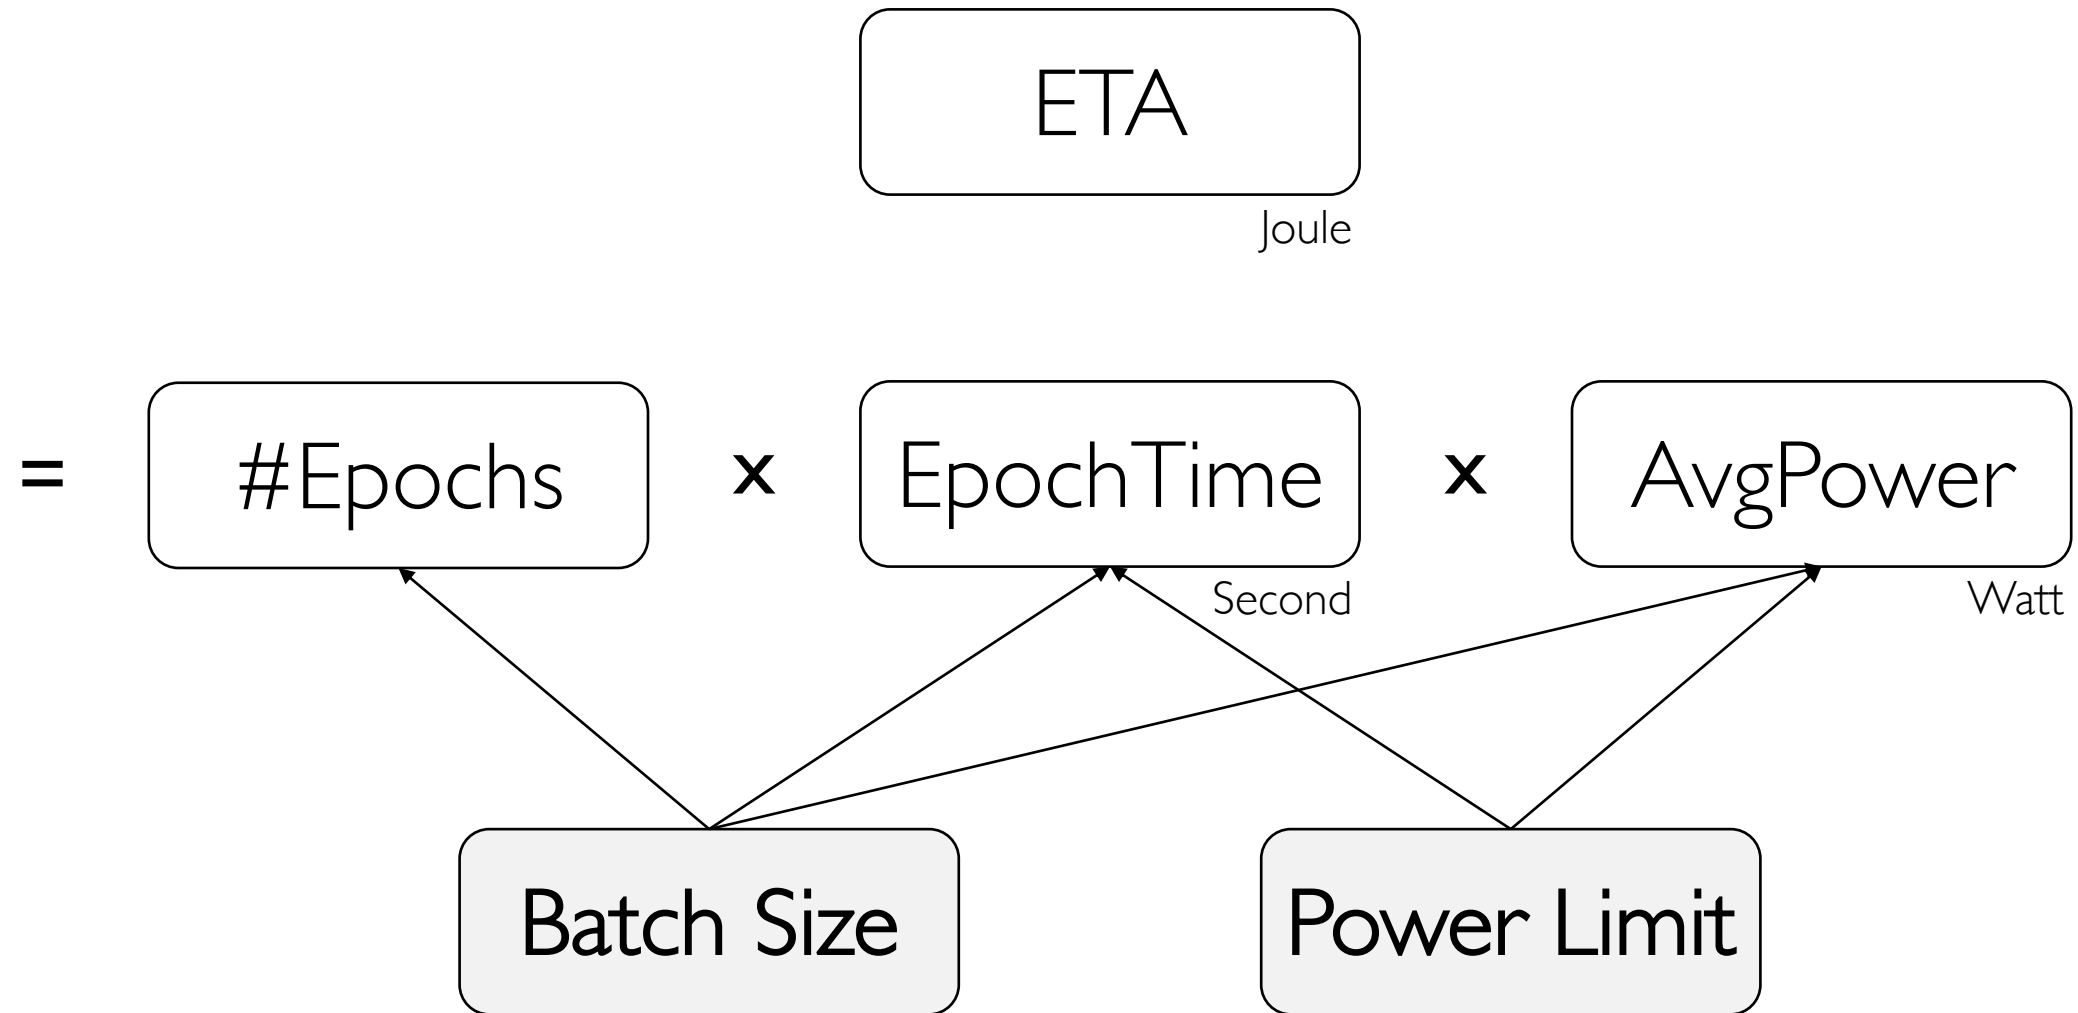 ETA
Joule
= #Epochs x EpochTime x AvgPower
Second Watt
Batch Size Power Limit